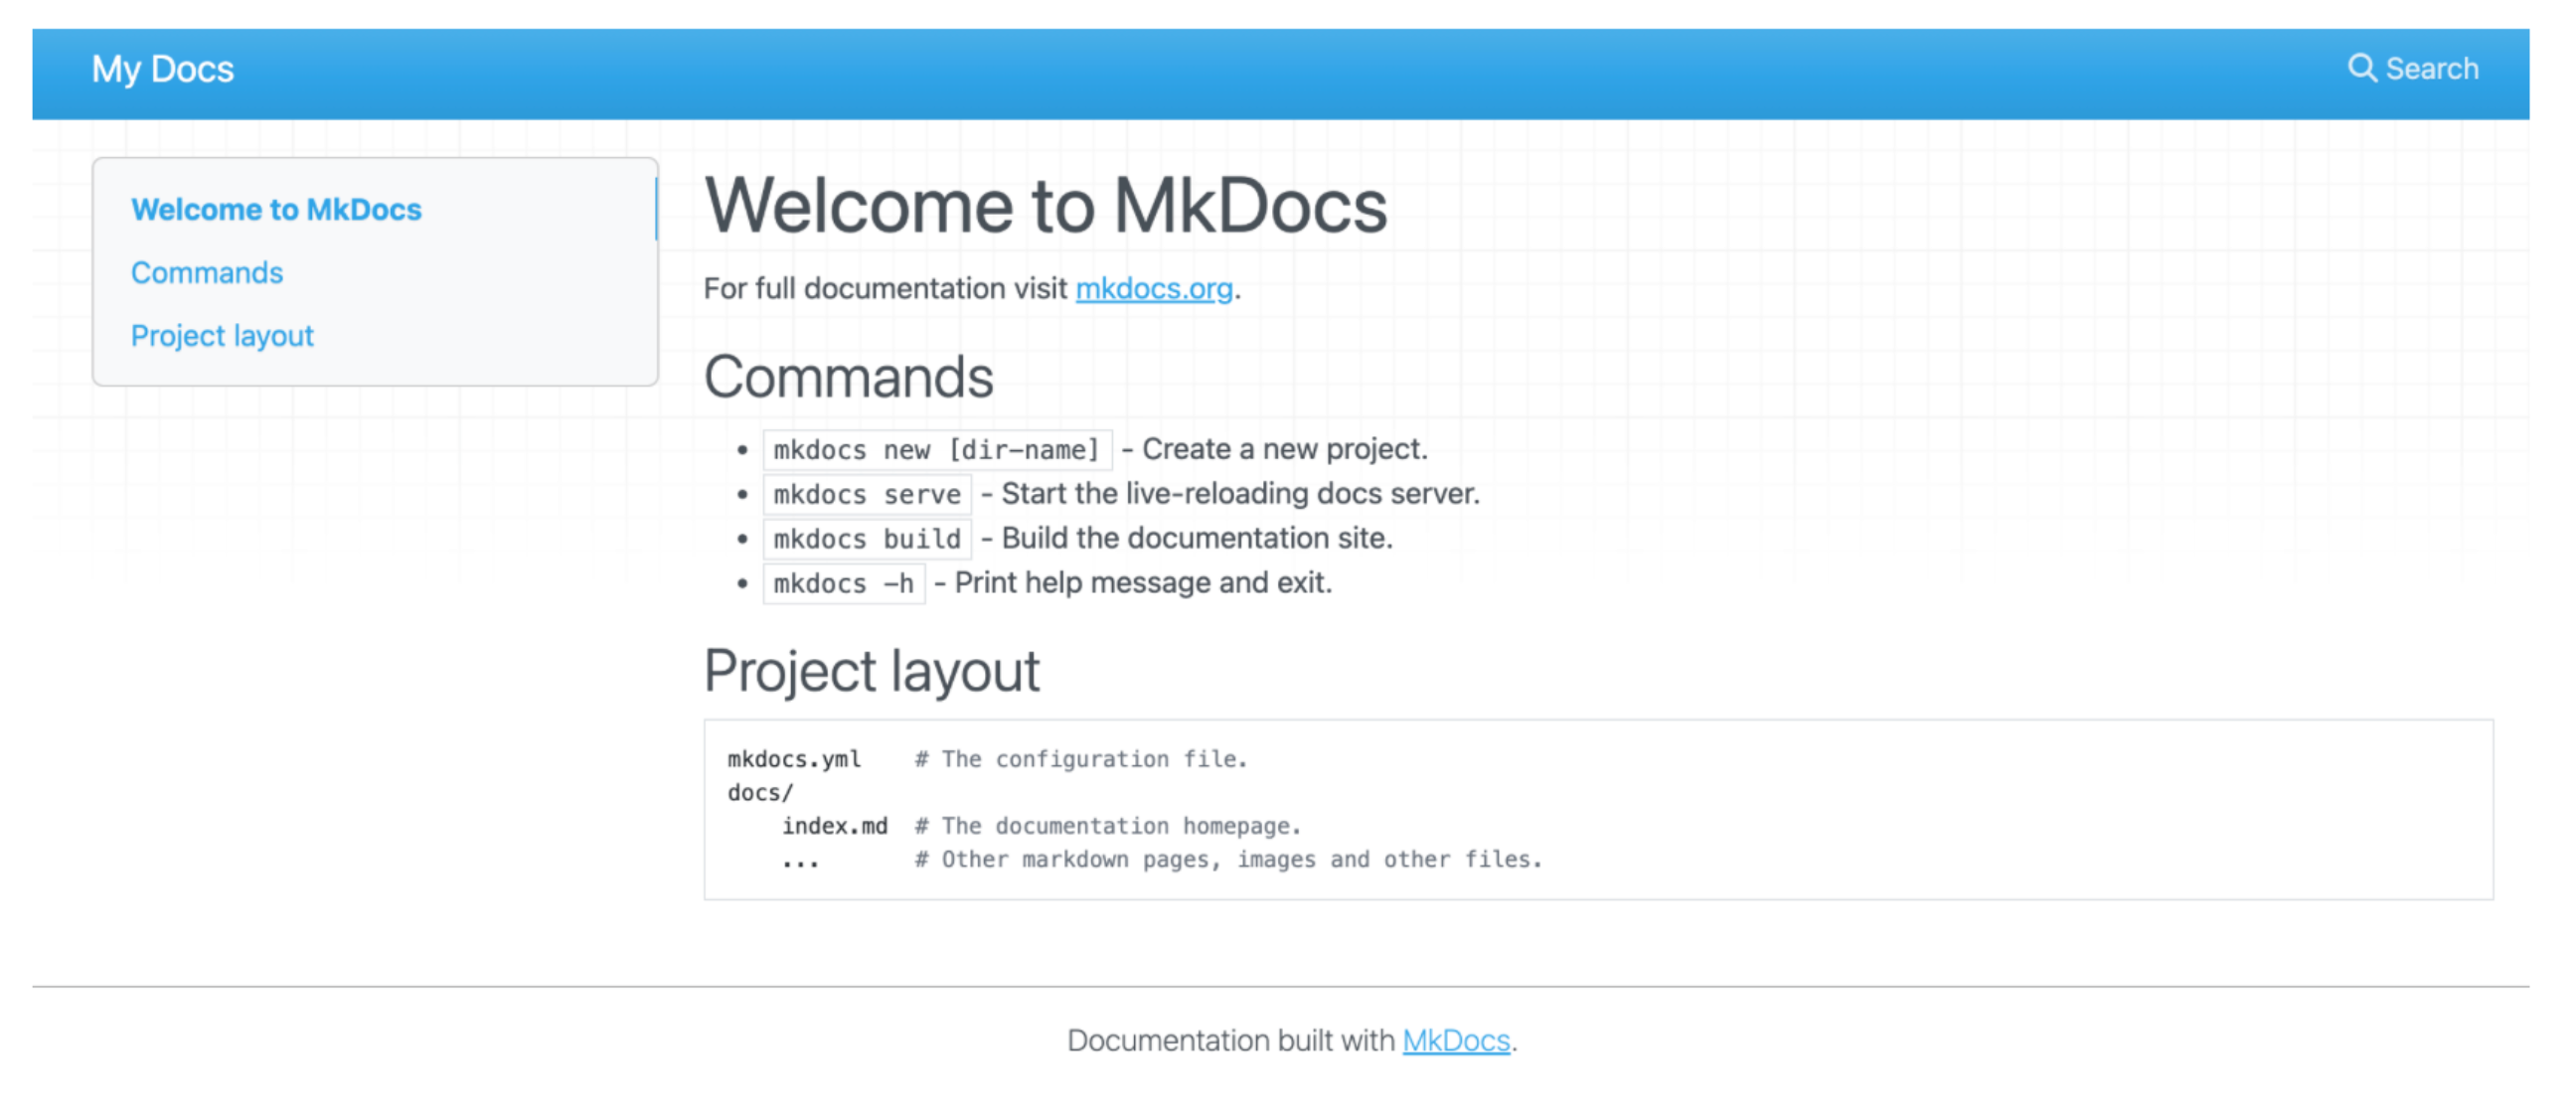 My Docs
Search
Welcome to MkDocs
Commands
Project layout
Welcome to MkDocs
For full documentation visit mkdocs.org.
Commands
mkdocs new [dir-name] - Create a new project.
mkdocs serve - Start the live-reloading docs server.
mkdocs build - Build the documentation site.
mkdocs -h - Print help message and exit.
Project layout
mkdocs.yml    # The configuration file.
docs/
    index.md  # The documentation homepage.
    ...       # Other markdown pages, images and other files.
Documentation built with MkDocs.